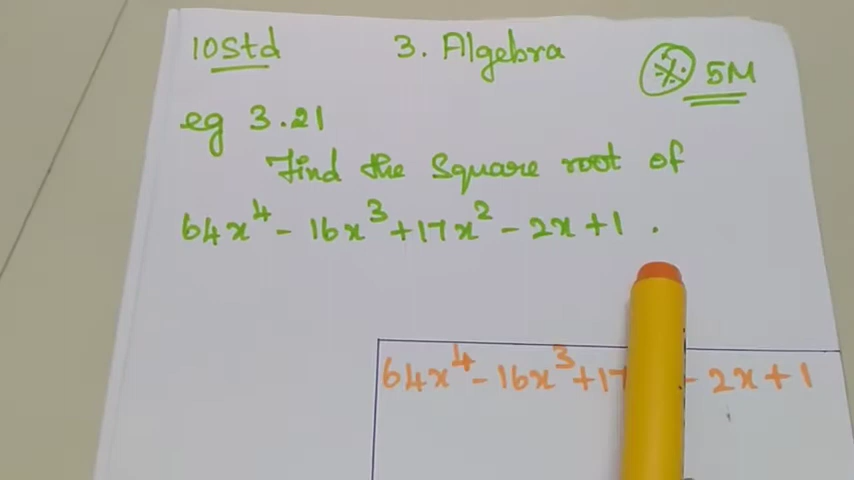 10Std 3. Algebra 5M
eg 3.21
Find the Square root of
64x⁴ - 16x³ + 17x² - 2x + 1 .
64x⁴ - 16x³ + 17 - 2x + 1